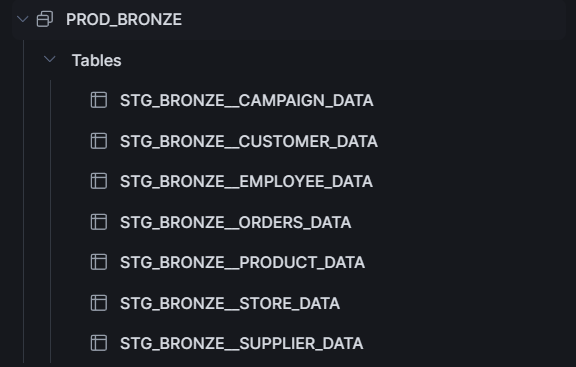 PROD_BRONZE
Tables
STG_BRONZE__CAMPAIGN_DATA
STG_BRONZE__CUSTOMER_DATA
STG_BRONZE__EMPLOYEE_DATA
STG_BRONZE__ORDERS_DATA
STG_BRONZE__PRODUCT_DATA
STG_BRONZE__STORE_DATA
STG_BRONZE__SUPPLIER_DATA